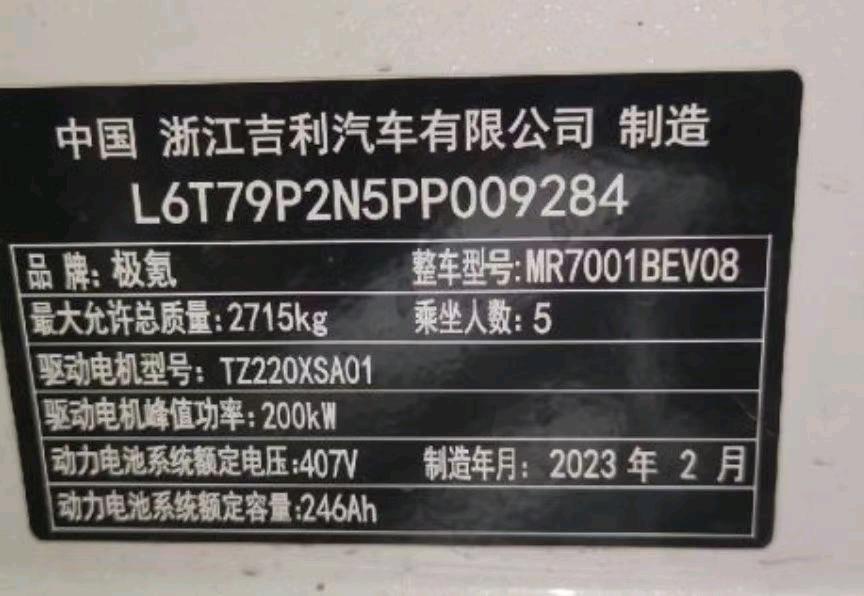 中国 浙江吉利汽车有限公司 制造
L6T79P2N5PP009284
品 牌: 极氪 整车型号:MR7001BEV08
最大允许总质量:2715kg 乘坐人数: 5
驱动电机型号: TZ220XSA01
驱动电机峰值功率:200kW
动力电池系统额定电压:407V 制造年月: 2023 年 2 月
动力电池系统额定容量:246Ah